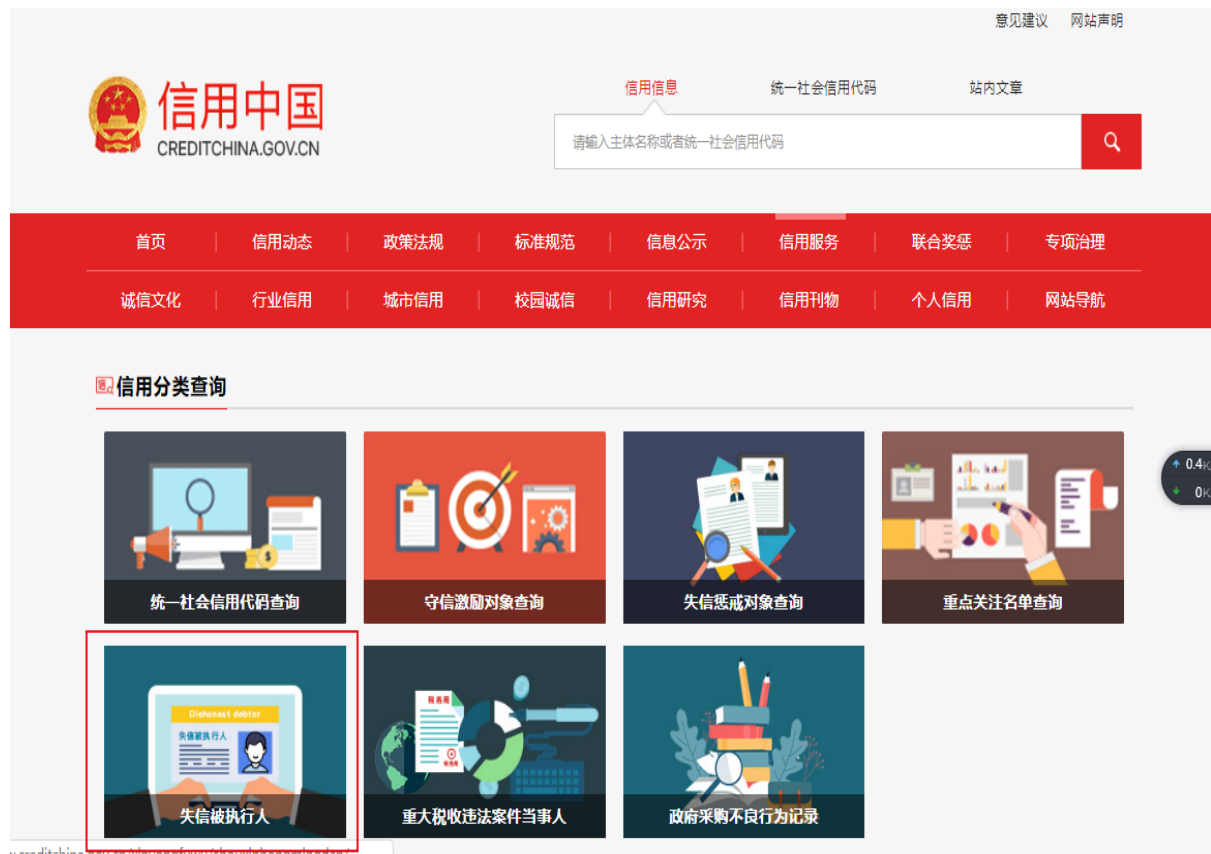 意见建议 网站声明
信用中国
CREDITCHINA.GOV.CN
信用信息 统一社会信用代码 站内文章
请输入主体名称或者统一社会信用代码
首页 信用动态 政策法规 标准规范 信息公示 信用服务 联合奖惩 专项治理
诚信文化 行业信用 城市信用 校园诚信 信用研究 信用刊物 个人信用 网站导航
信用分类查询
0.4K
0K
统一社会信用代码查询 守信激励对象查询 失信惩戒对象查询 重点关注名单查询
Dishonest debtor
失信被执行人
税务局
失信被执行人 重大税收违法案件当事人 政府采购不良行为记录